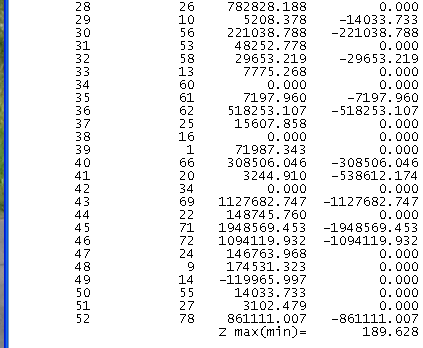 28 26 782828.188 0.000
29 10 5208.378 -14033.733
30 56 221038.788 -221038.788
31 53 48252.778 0.000
32 58 29653.219 -29653.219
33 13 7775.268 0.000
34 60 0.000 0.000
35 61 7197.960 -7197.960
36 62 518253.107 -518253.107
37 25 15607.858 0.000
38 16 0.000 0.000
39 1 71987.343 0.000
40 66 308506.046 -308506.046
41 20 3244.910 -538612.174
42 34 0.000 0.000
43 69 1127682.747 -1127682.747
44 22 148745.760 0.000
45 71 1948569.453 -1948569.453
46 72 1094119.932 -1094119.932
47 24 146763.968 0.000
48 9 174531.323 0.000
49 14 -119965.997 0.000
50 55 14033.733 0.000
51 27 3102.479 0.000
52 78 861111.007 -861111.007
z max(min)= 189.628